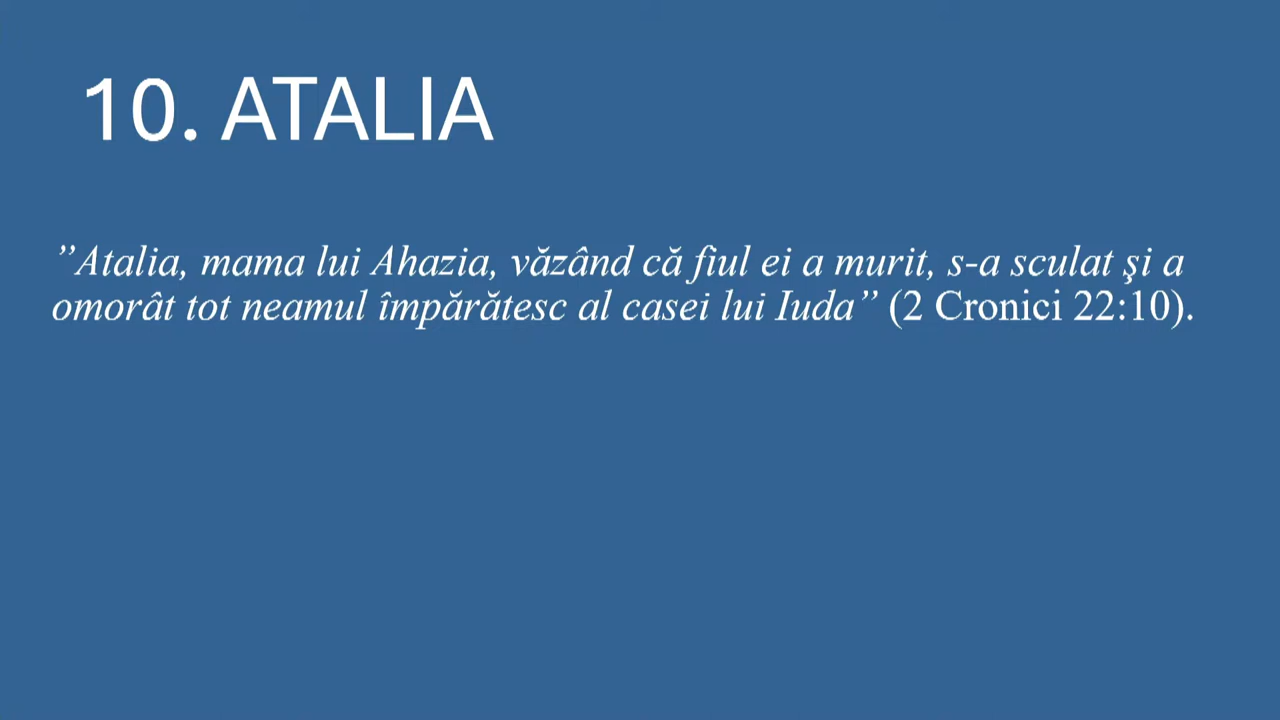 10. ATALIA
”Atalia, mama lui Ahazia, văzând că fiul ei a murit, s-a sculat şi a
omorât tot neamul împărătesc al casei lui Iuda” (2 Cronici 22:10).